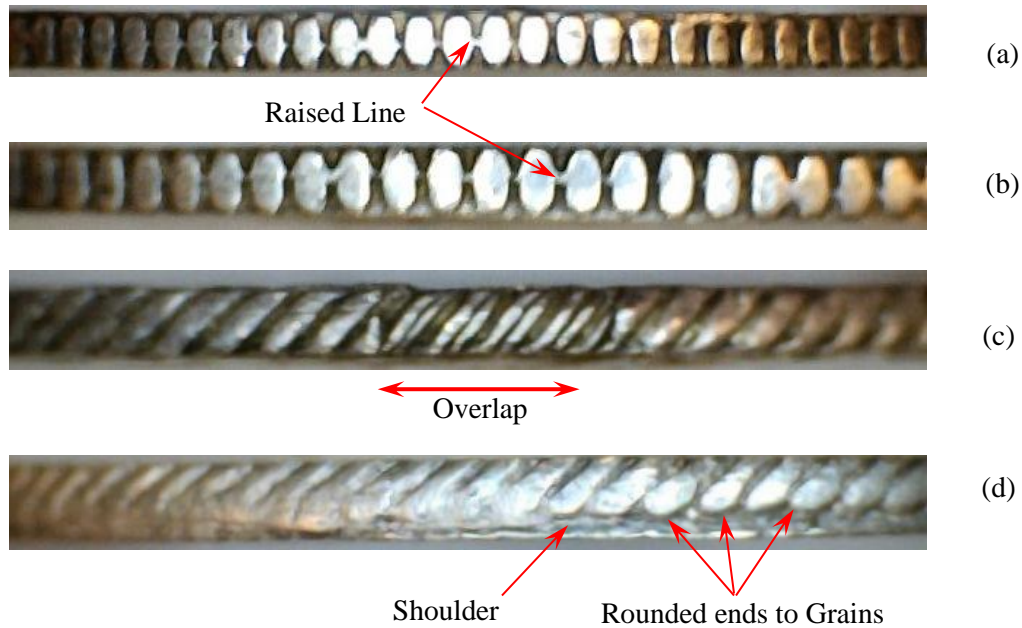 (a)
Raised Line
(b)
(c)
Overlap
(d)
Shoulder
Rounded ends to Grains